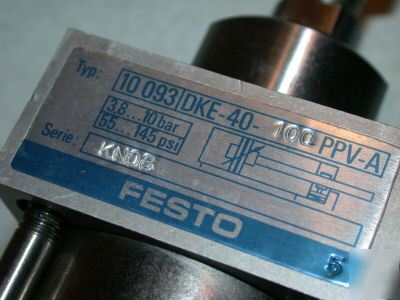 Typ: 10 093 DKE-40-100 PPV-A
3,8...10 bar
55...145 psi
Serie: KN08
FESTO
5